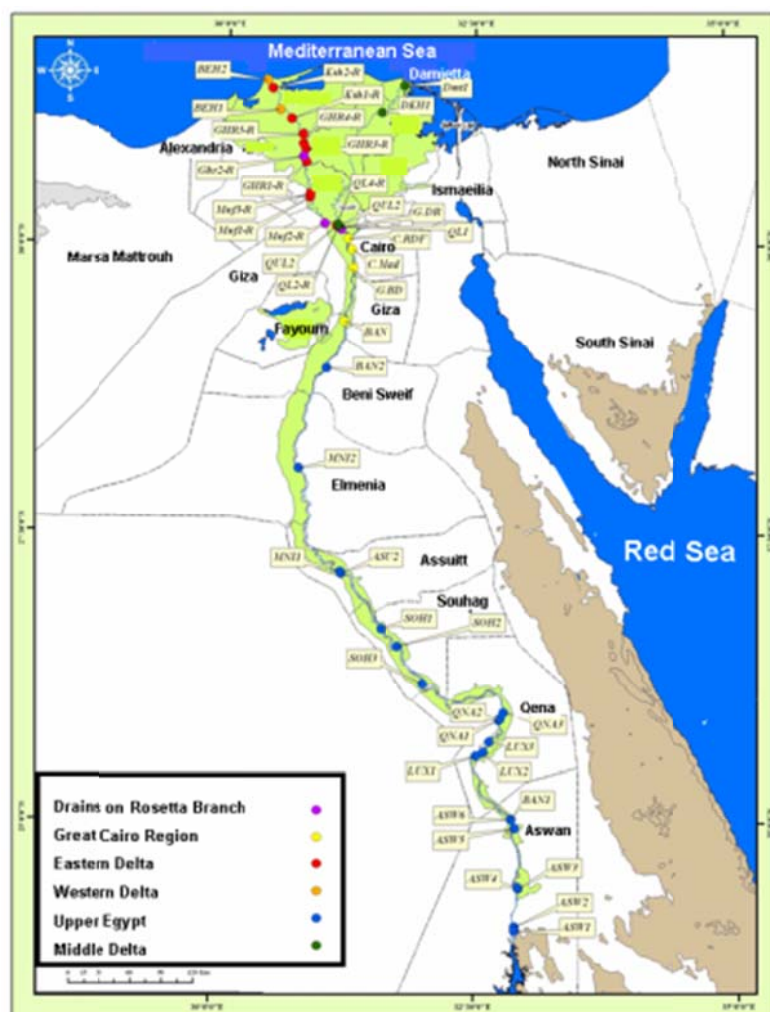 Mediterranean Sea
N
W
E
S
BEH2
Damietta
Ksh2-R
Dmt1
Ksh1-R
DKH1
BEH1
GHR4-R
GHR5-R
GHR3-R
Alexandria
North Sinai
Ghr2-R
QL4-R
Ismaeilia
GHR1-R
QUL2
G.DR
Muf3-R
Muf1-R
Muf2-R
QL1
C.BDF
Cairo
Marsa Mattrouh
QUL2
C.Mad
Giza
QL2-R
G.BD
Giza
Fayoum
BAN
South Sinai
BAN2
Beni Sweif
MNI2
Elmenia
Red Sea
MNI1
ASU2
Assuitt
Souhag
SOH1
SOH2
SOH3
QNA2
Qena
QNA3
QNA1
LUX3
LUX1
LUX2
BAN1
ASW6
Aswan
ASW5
ASW4
ASW3
ASW2
ASW1
Drains on Rosetta Branch
Great Cairo Region
Eastern Delta
Western Delta
Upper Egypt
Middle Delta